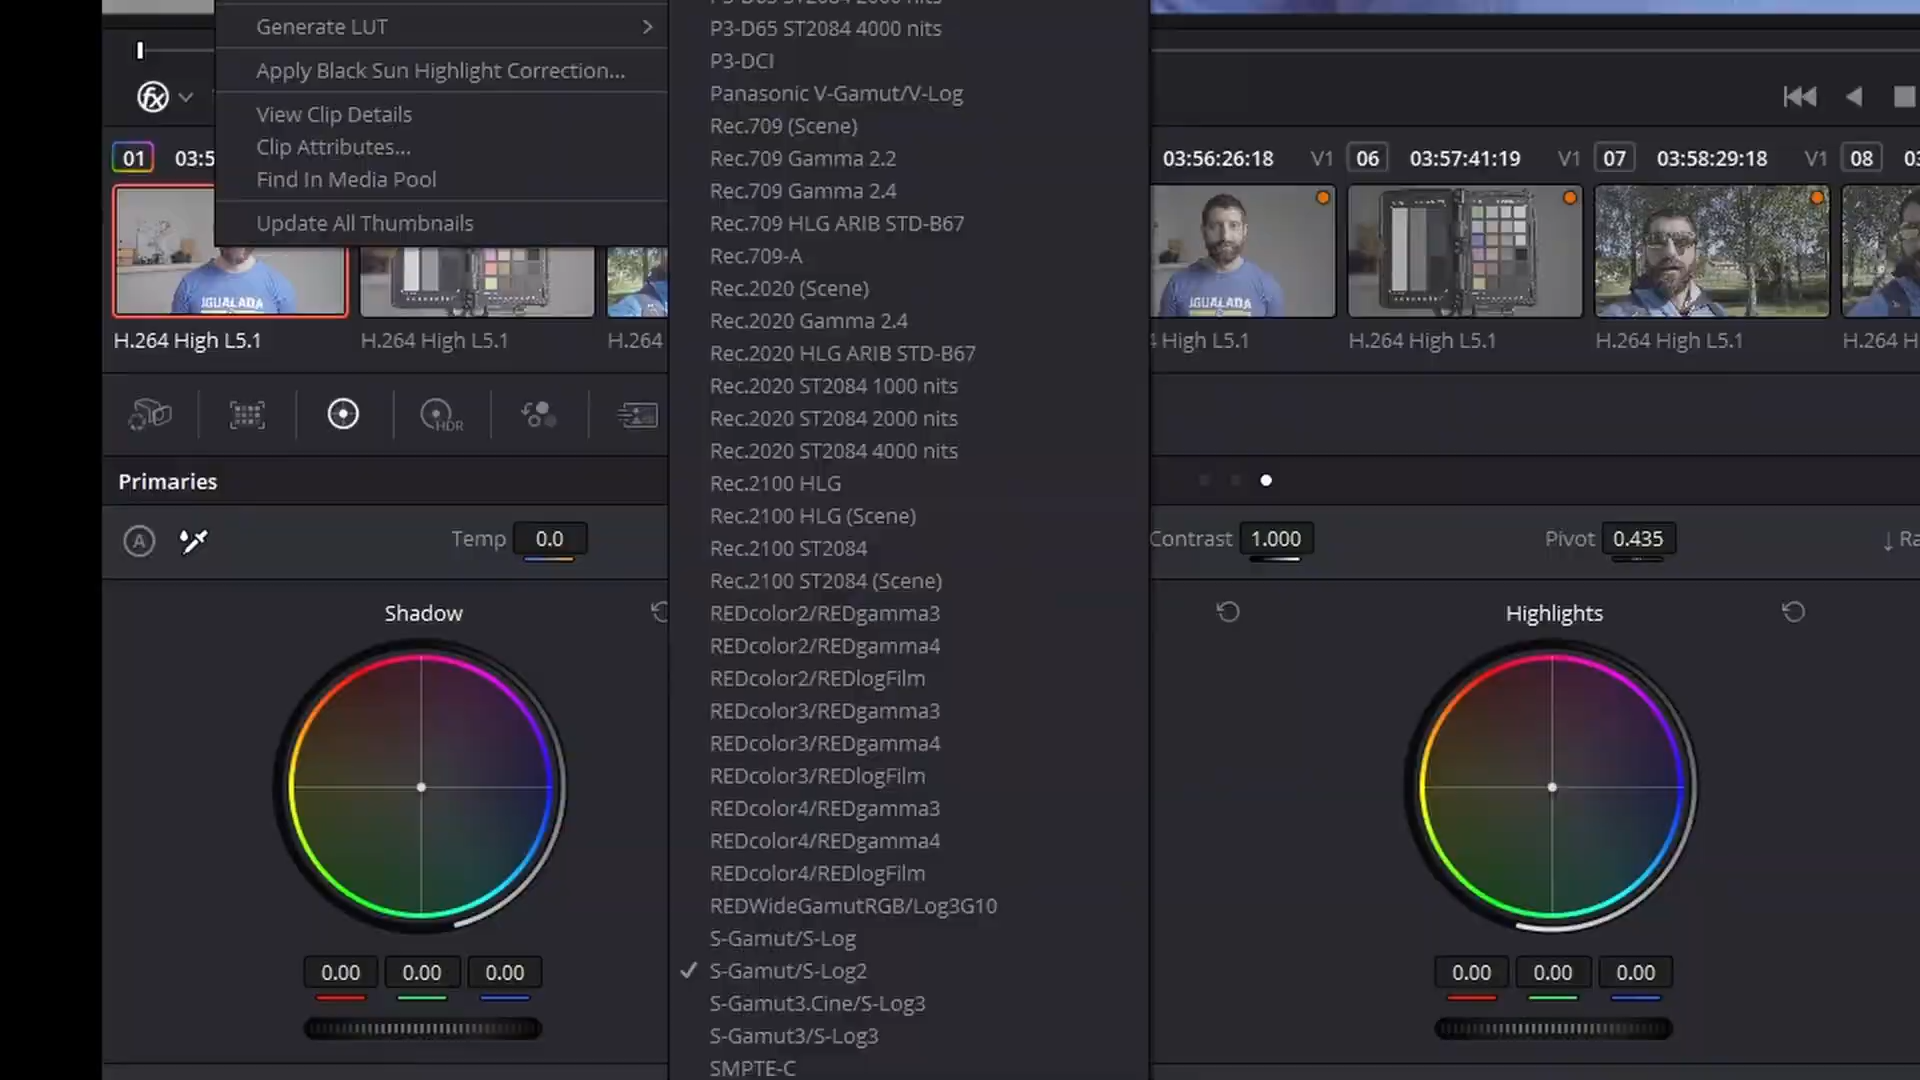 Generate LUT
Apply Black Sun Highlight Correction...
View Clip Details
Clip Attributes...
Find In Media Pool
Update All Thumbnails
P3-D65 ST2084 2000 nits
P3-D65 ST2084 4000 nits
P3-DCI
Panasonic V-Gamut/V-Log
Rec.709 (Scene)
Rec.709 Gamma 2.2
Rec.709 Gamma 2.4
Rec.709 HLG ARIB STD-B67
Rec.709-A
Rec.2020 (Scene)
Rec.2020 Gamma 2.4
Rec.2020 HLG ARIB STD-B67
Rec.2020 ST2084 1000 nits
Rec.2020 ST2084 2000 nits
Rec.2020 ST2084 4000 nits
Rec.2100 HLG
Rec.2100 HLG (Scene)
Rec.2100 ST2084
Rec.2100 ST2084 (Scene)
REDcolor2/REDgamma3
REDcolor2/REDgamma4
REDcolor2/REDlogFilm
REDcolor3/REDgamma3
REDcolor3/REDgamma4
REDcolor3/REDlogFilm
REDcolor4/REDgamma3
REDcolor4/REDgamma4
REDcolor4/REDlogFilm
REDWideGamutRGB/Log3G10
S-Gamut/S-Log
S-Gamut/S-Log2
S-Gamut3.Cine/S-Log3
S-Gamut3/S-Log3
SMPTE-C
fx
01 03:5
03:56:26:18 V1 06 03:57:41:19 V1 07 03:58:29:18 V1 08 03
IGUALADA
IGUALADA
H.264 High L5.1 H.264 High L5.1 H.264
High L5.1 H.264 High L5.1 H.264 High L5.1 H.264 H
HDR
Primaries
A Temp 0.0 Contrast 1.000 Pivot 0.435 Ra
Shadow Highlights
0.00 0.00 0.00 0.00 0.00 0.00